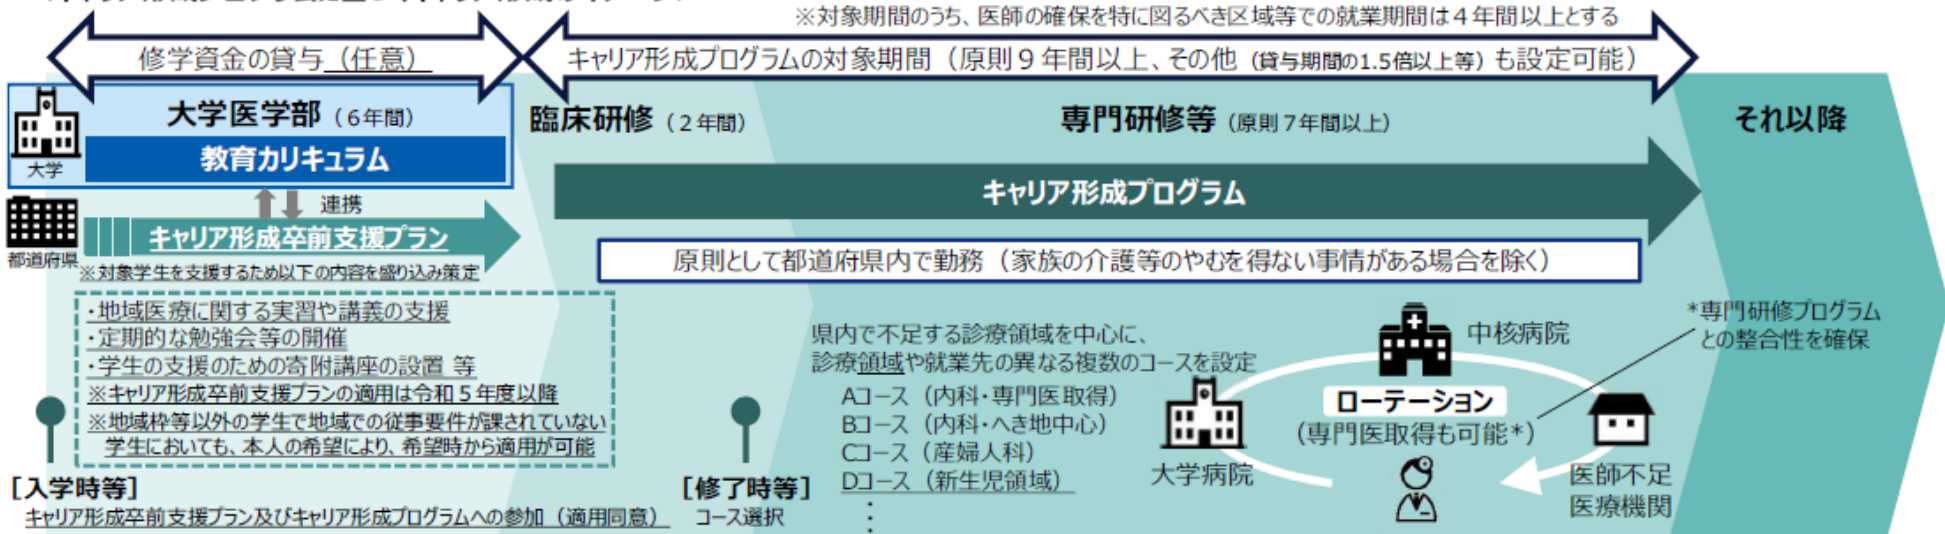 ※対象期間のうち、医師の確保を特に図るべき区域等での就業期間は4年間以上とする
修学資金の貸与（任意）
キャリア形成プログラムの対象期間（原則9年間以上、その他（貸与期間の1.5倍以上等）も設定可能）
大学医学部（6年間）
臨床研修（2年間）
専門研修等（原則7年間以上）
それ以降
大学
教育カリキュラム
連携
キャリア形成プログラム
都道府県
キャリア形成卒前支援プラン
※対象学生を支援するため以下の内容を盛り込み策定
原則として都道府県内で勤務（家族の介護等のやむを得ない事情がある場合を除く）
・地域医療に関する実習や講義の支援
・定期的な勉強会等の開催
・学生の支援のための寄附講座の設置 等
※キャリア形成卒前支援プランの適用は令和5年度以降
※地域枠等以外の学生で地域での従事要件が課されていない
学生においても、本人の希望により、希望時から適用が可能
[入学時等]
キャリア形成卒前支援プラン及びキャリア形成プログラムへの参加（適用同意）
[修了時等]
コース選択
県内で不足する診療領域を中心に、
診療領域や就業先の異なる複数のコースを設定
Aコース（内科・専門医取得）
Bコース（内科・へき地中心）
Cコース（産婦人科）
Dコース（新生児領域）
⋮
中核病院
*専門研修プログラム
との整合性を確保
ローテーション
（専門医取得も可能*）
大学病院
医師不足
医療機関